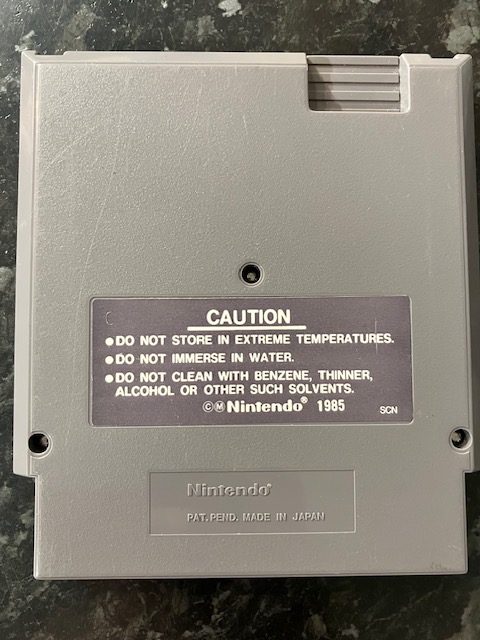 CAUTION
●DO NOT STORE IN EXTREME TEMPERATURES.
●DO NOT IMMERSE IN WATER.
●DO NOT CLEAN WITH BENZENE, THINNER,
ALCOHOL OR OTHER SUCH SOLVENTS.
©Ⓜ Nintendo® 1985 SCN
Nintendo®
PAT. PEND. MADE IN JAPAN